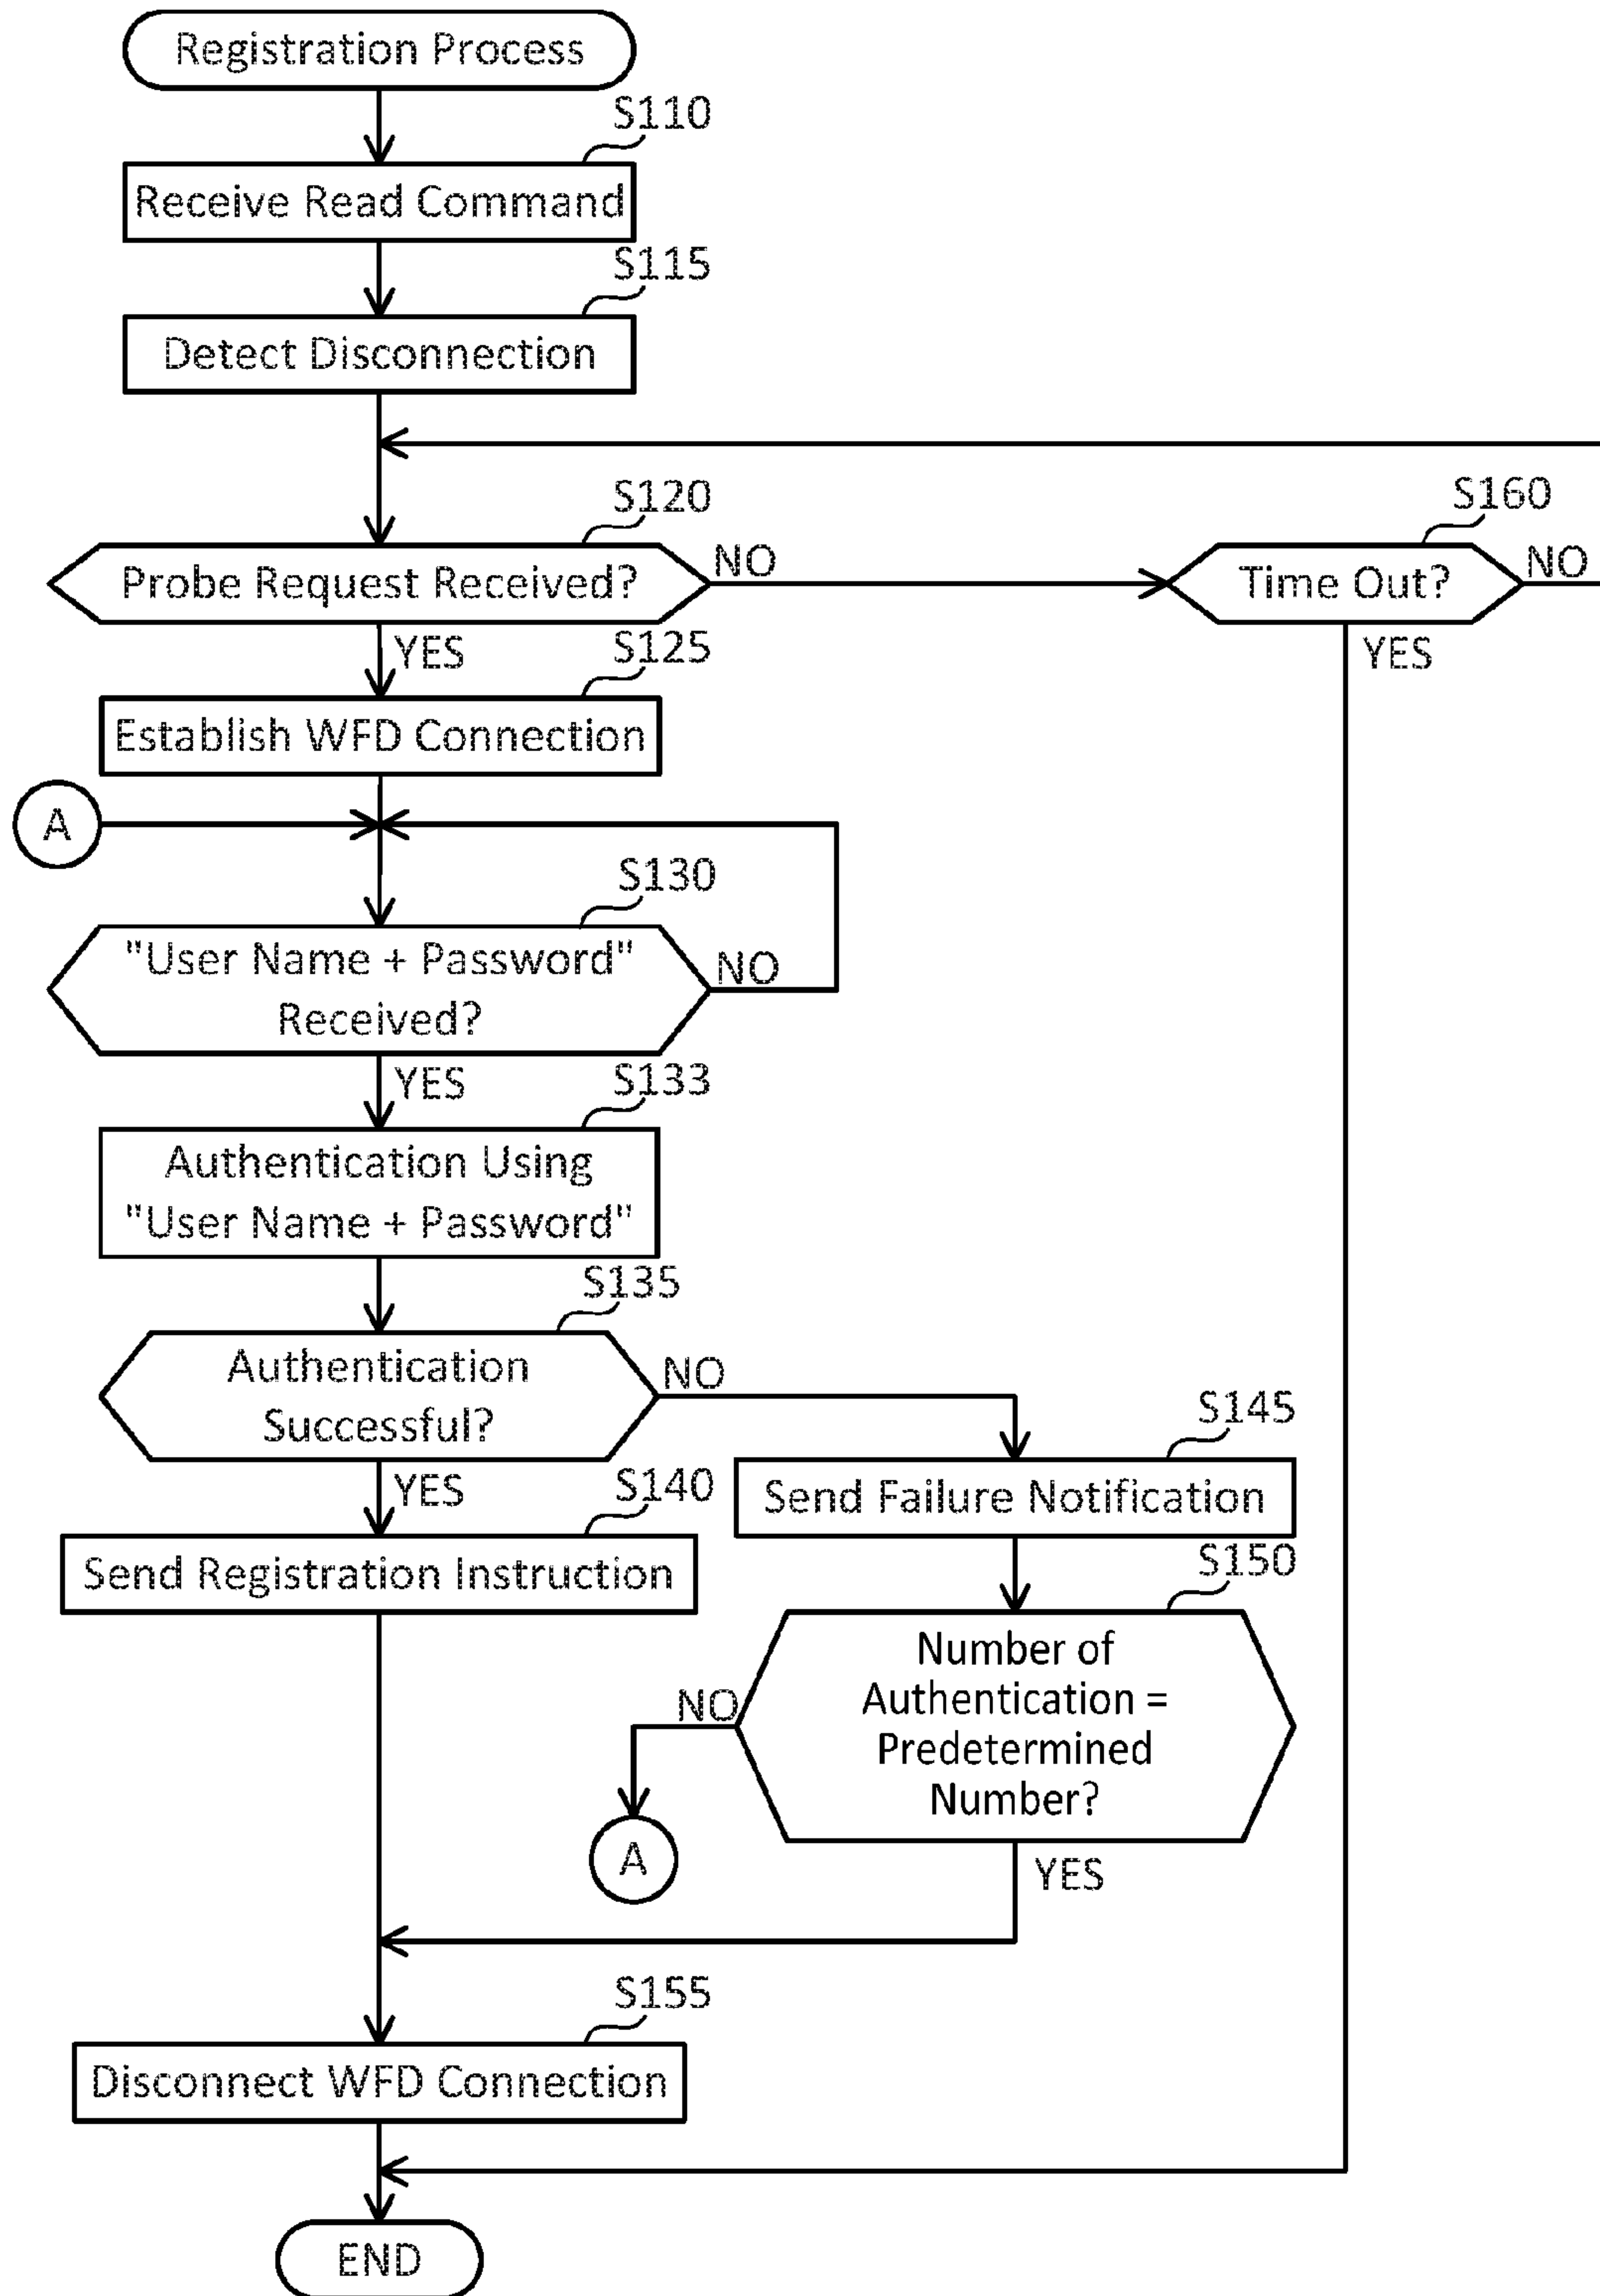 Registration Process
S110
Receive Read Command
S115
Detect Disconnection
S120
Probe Request Received?
NO
S160
Time Out?
NO
YES
YES
S125
Establish WFD Connection
A
S130
"User Name + Password"
Received?
NO
YES
S133
Authentication Using
"User Name + Password"
S135
Authentication
Successful?
NO
S145
Send Failure Notification
YES
S140
Send Registration Instruction
S150
Number of
Authentication =
Predetermined
Number?
NO
A
YES
S155
Disconnect WFD Connection
END